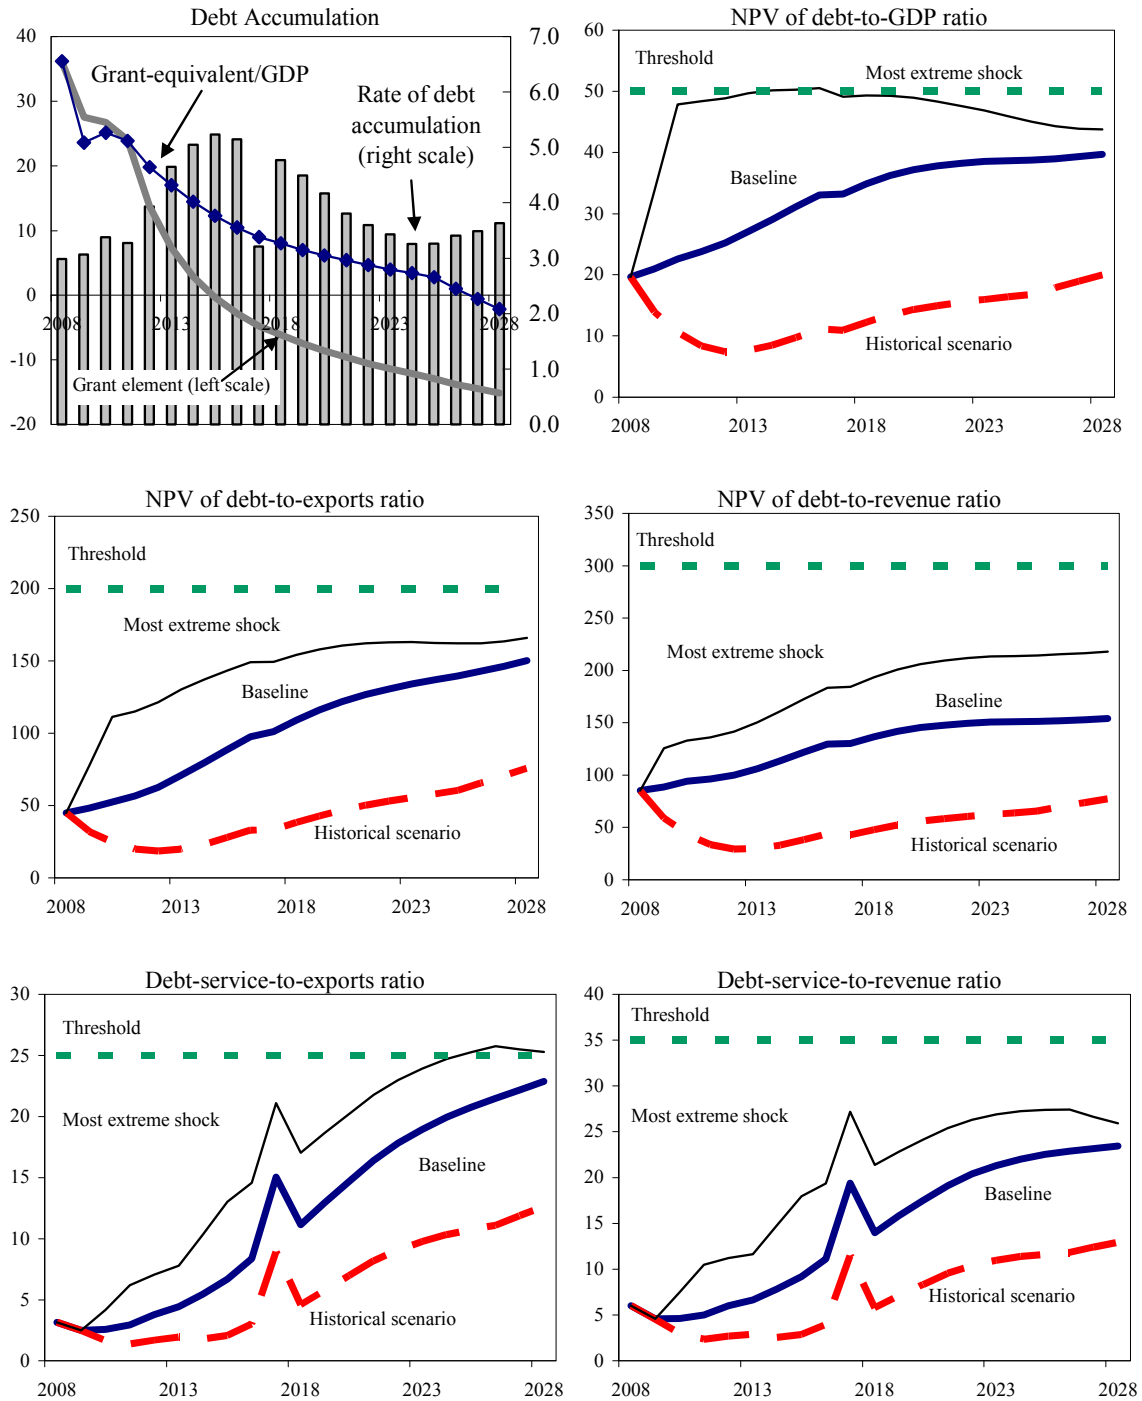 Debt Accumulation
40
30
20
10
0
-10
-20
7.0
6.0
5.0
4.0
3.0
2.0
1.0
0.0
Grant-equivalent/GDP
Rate of debt
accumulation
(right scale)
2008 2013 2018 2023 2028
Grant element (left scale)
NPV of debt-to-GDP ratio
60
50
40
30
20
10
0
Threshold
Most extreme shock
Baseline
Historical scenario
2008 2013 2018 2023 2028
NPV of debt-to-exports ratio
250
200
150
100
50
0
Threshold
Most extreme shock
Baseline
Historical scenario
2008 2013 2018 2023 2028
NPV of debt-to-revenue ratio
350
300
250
200
150
100
50
0
Threshold
Most extreme shock
Baseline
Historical scenario
2008 2013 2018 2023 2028
Debt-service-to-exports ratio
30
25
20
15
10
5
0
Threshold
Most extreme shock
Baseline
Historical scenario
2008 2013 2018 2023 2028
Debt-service-to-revenue ratio
40
35
30
25
20
15
10
5
0
Threshold
Most extreme shock
Baseline
Historical scenario
2008 2013 2018 2023 2028